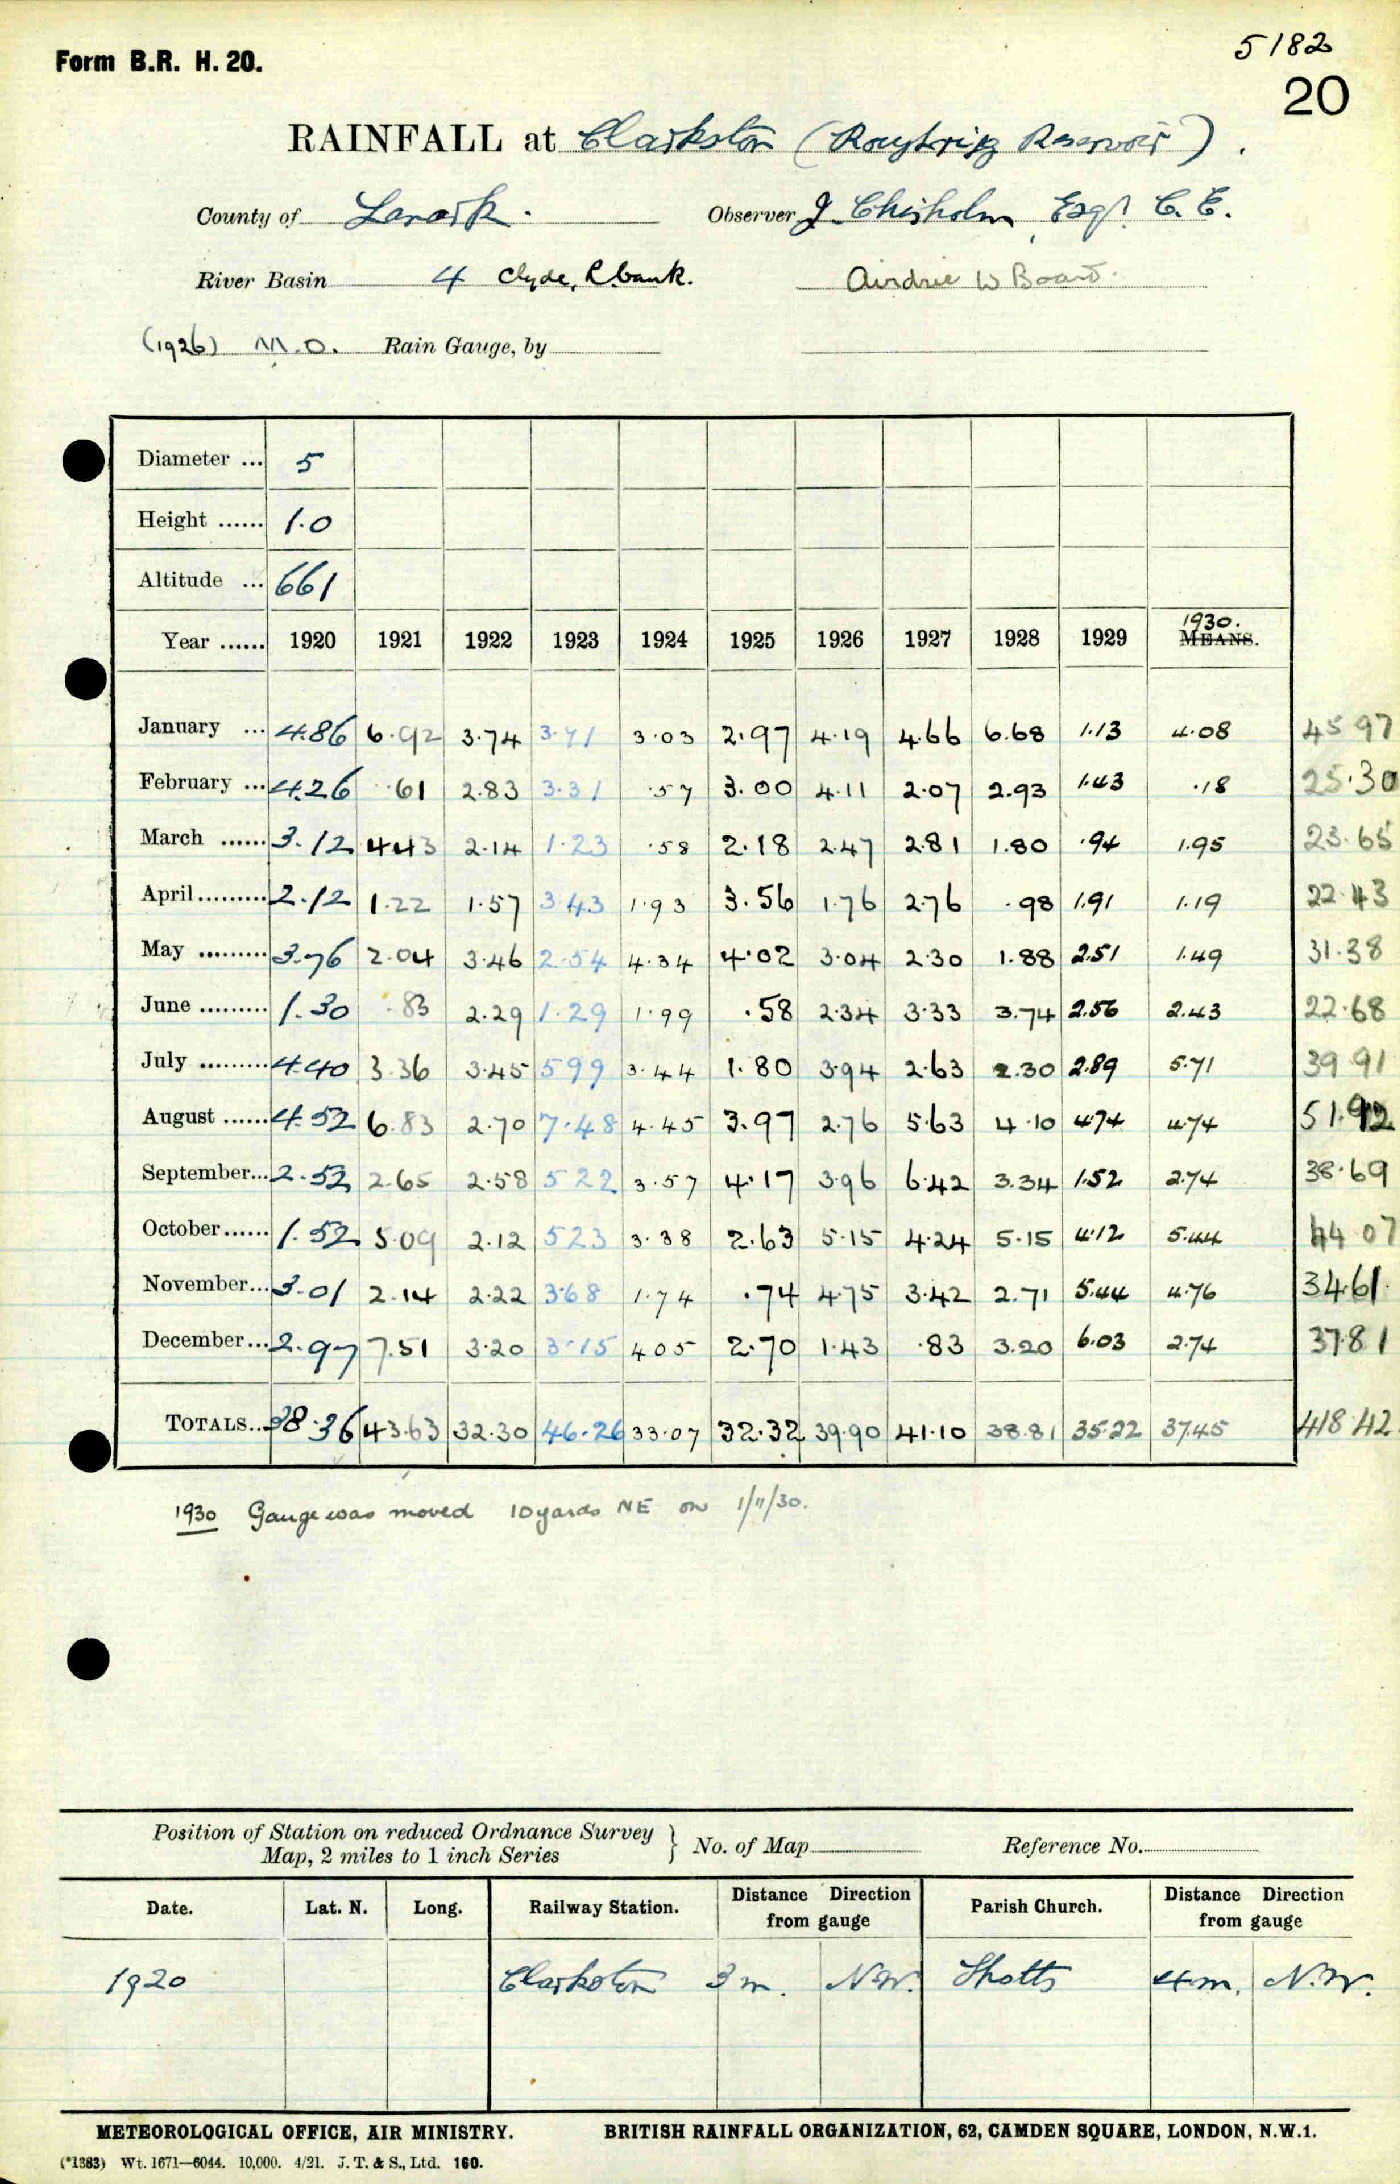 Form B.R. H. 20.
5182
20
RAINFALL at Clarkston (Roughrigg Reservoir).
County of Lanark. Observer J. Chisholm, Esqr. C.E.
River Basin 4 Clyde, R. bank. Airdrie W Board.
(1926) M.O. Rain Gauge, by
Diameter ... 5
Height ...... 1.0
Altitude ... 661
1930.
Year ...... 1920 1921 1922 1923 1924 1925 1926 1927 1928 1929 MEANS.
January ... 4.86 6.92 3.74 3.71 3.03 2.97 4.19 4.66 6.68 1.13 4.08 45.97
February ... 4.26 .61 2.83 3.31 .57 3.00 4.11 2.07 2.93 1.43 .18 25.30
March ...... 3.12 4.43 2.14 1.23 .58 2.18 2.47 2.81 1.80 .94 1.95 23.65
April ......... 2.12 1.22 1.57 3.43 1.93 3.56 1.76 2.76 .98 1.91 1.19 22.43
May ......... 3.76 2.04 3.46 2.54 4.34 4.02 3.04 2.30 1.88 2.51 1.49 31.38
June ......... 1.30 .83 2.29 1.29 1.99 .58 2.34 3.33 3.74 2.56 2.43 22.68
July ......... 4.40 3.36 3.45 5.99 3.44 1.80 3.94 2.63 2.30 2.89 5.71 39.91
August ...... 4.52 6.83 2.70 7.48 4.45 3.97 2.76 5.63 4.10 4.74 4.74 51.92
September... 2.52 2.65 2.58 5.22 3.57 4.17 3.96 6.42 3.34 1.52 2.74 38.69
October...... 1.52 5.09 2.12 5.23 3.38 2.63 5.15 4.24 5.15 4.12 5.44 44.07
November... 3.01 2.14 2.22 3.68 1.74 .74 4.75 3.42 2.71 5.44 4.76 34.61
December... 2.97 7.51 3.20 3.15 4.05 2.70 1.43 .83 3.20 6.03 2.74 37.81
TOTALS.. 38.36 43.63 32.30 46.26 33.07 32.32 39.90 41.10 38.81 35.22 37.45 418.42
1930 Gauge was moved 10 yards NE on 1/11/30.
Position of Station on reduced Ordnance Survey
Map, 2 miles to 1 inch Series } No. of Map Reference No.
Date. Lat. N. Long. Railway Station. Distance Direction from gauge Parish Church. Distance Direction from gauge
1920 Clarkston 3 m. N.W. Shotts 4 m. N.W.
METEOROLOGICAL OFFICE, AIR MINISTRY. BRITISH RAINFALL ORGANIZATION, 62, CAMDEN SQUARE, LONDON, N.W.1.
(*1383) Wt. 1671—6044. 10,000. 4/21. J. T. & S., Ltd. 160.